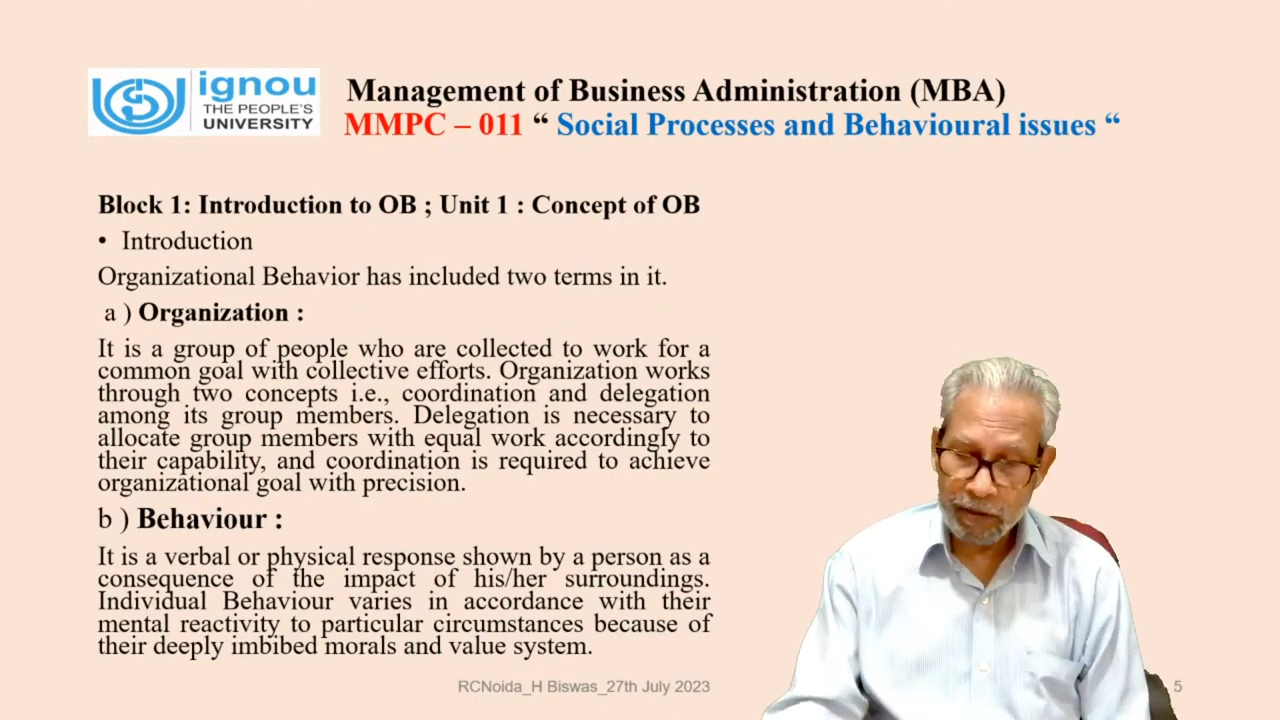 ignou
THE PEOPLE'S
UNIVERSITY
Management of Business Administration (MBA)
MMPC – 011 “ Social Processes and Behavioural issues “
Block 1: Introduction to OB ; Unit 1 : Concept of OB
• Introduction
Organizational Behavior has included two terms in it.
a ) Organization :
It is a group of people who are collected to work for a
common goal with collective efforts. Organization works
through two concepts i.e., coordination and delegation
among its group members. Delegation is necessary to
allocate group members with equal work accordingly to
their capability, and coordination is required to achieve
organizational goal with precision.
b ) Behaviour :
It is a verbal or physical response shown by a person as a
consequence of the impact of his/her surroundings.
Individual Behaviour varies in accordance with their
mental reactivity to particular circumstances because of
their deeply imbibed morals and value system.
RCNoida_H Biswas_27th July 2023
5